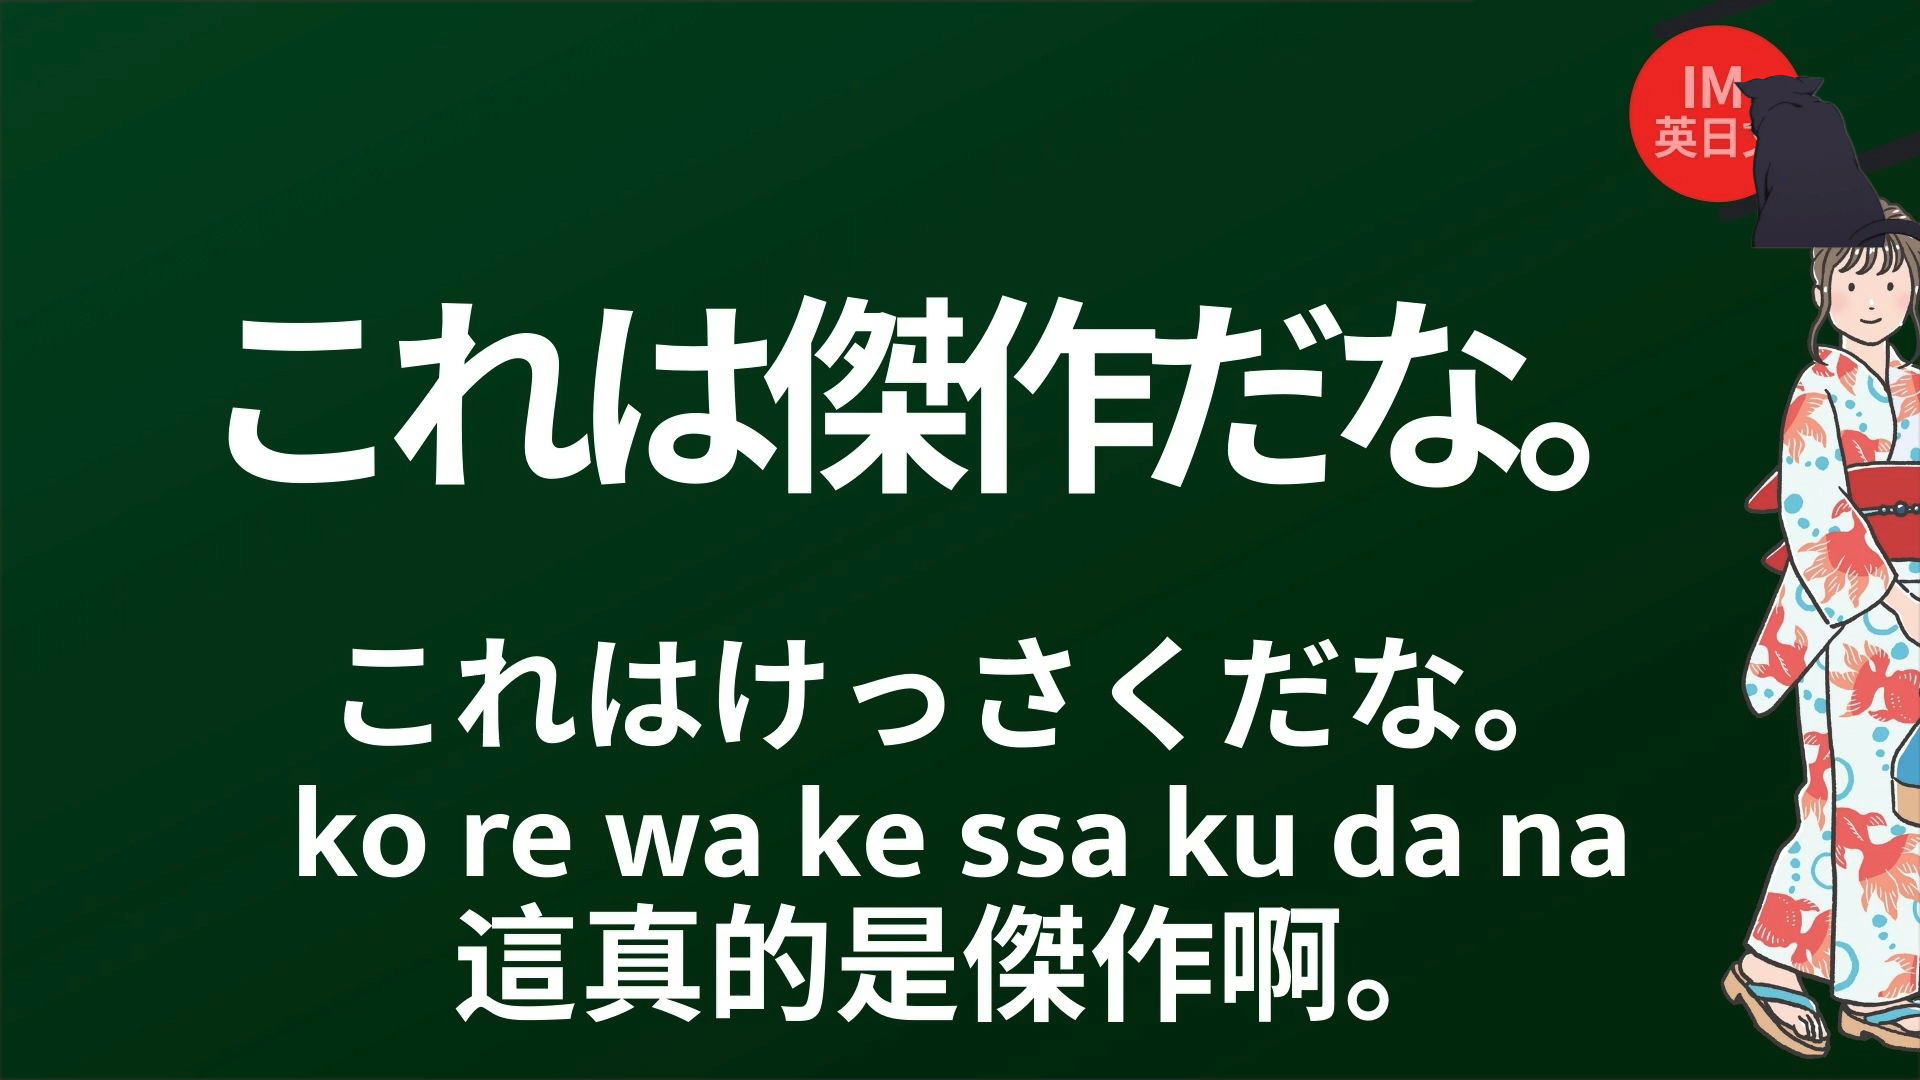 IM
英日
これは傑作だな。
これはけっさくだな。
ko re wa ke ssa ku da na
這真的是傑作啊。